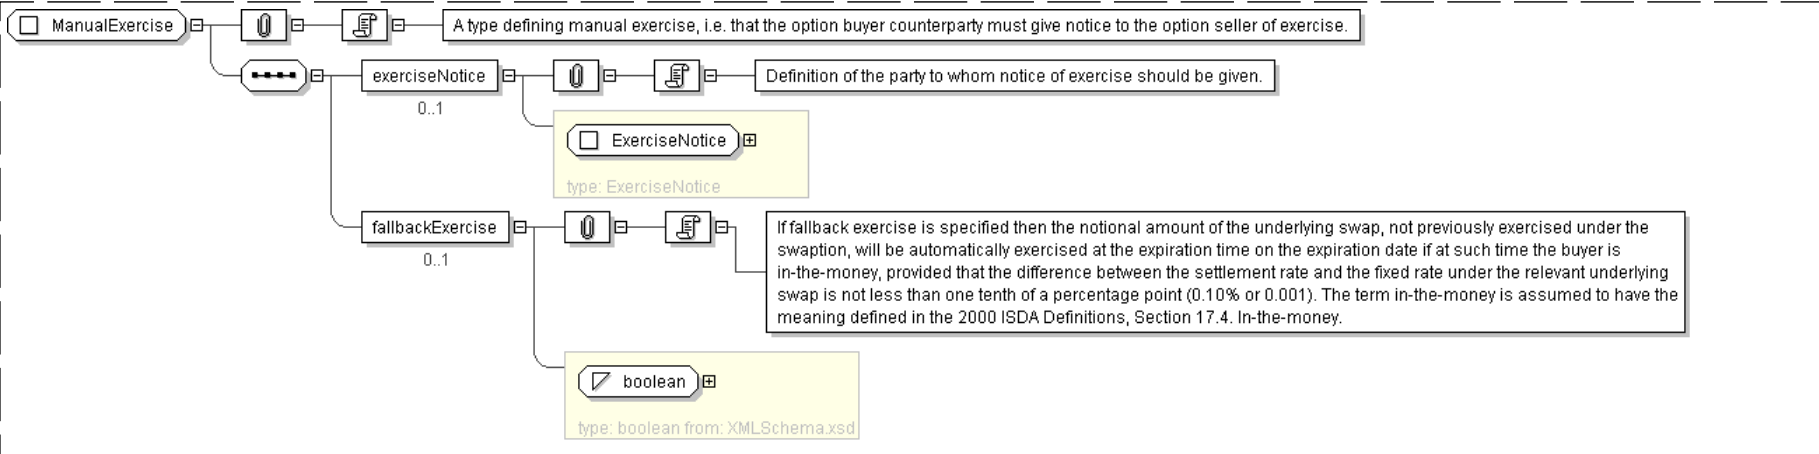 ManualExercise
A type defining manual exercise, i.e. that the option buyer counterparty must give notice to the option seller of exercise.
exerciseNotice
Definition of the party to whom notice of exercise should be given.
0..1
ExerciseNotice
type: ExerciseNotice
fallbackExercise
0..1
If fallback exercise is specified then the notional amount of the underlying swap, not previously exercised under the
swaption, will be automatically exercised at the expiration time on the expiration date if at such time the buyer is
in-the-money, provided that the difference between the settlement rate and the fixed rate under the relevant underlying
swap is not less than one tenth of a percentage point (0.10% or 0.001). The term in-the-money is assumed to have the
meaning defined in the 2000 ISDA Definitions, Section 17.4. In-the-money.
boolean
type: boolean from: XMLSchema.xsd